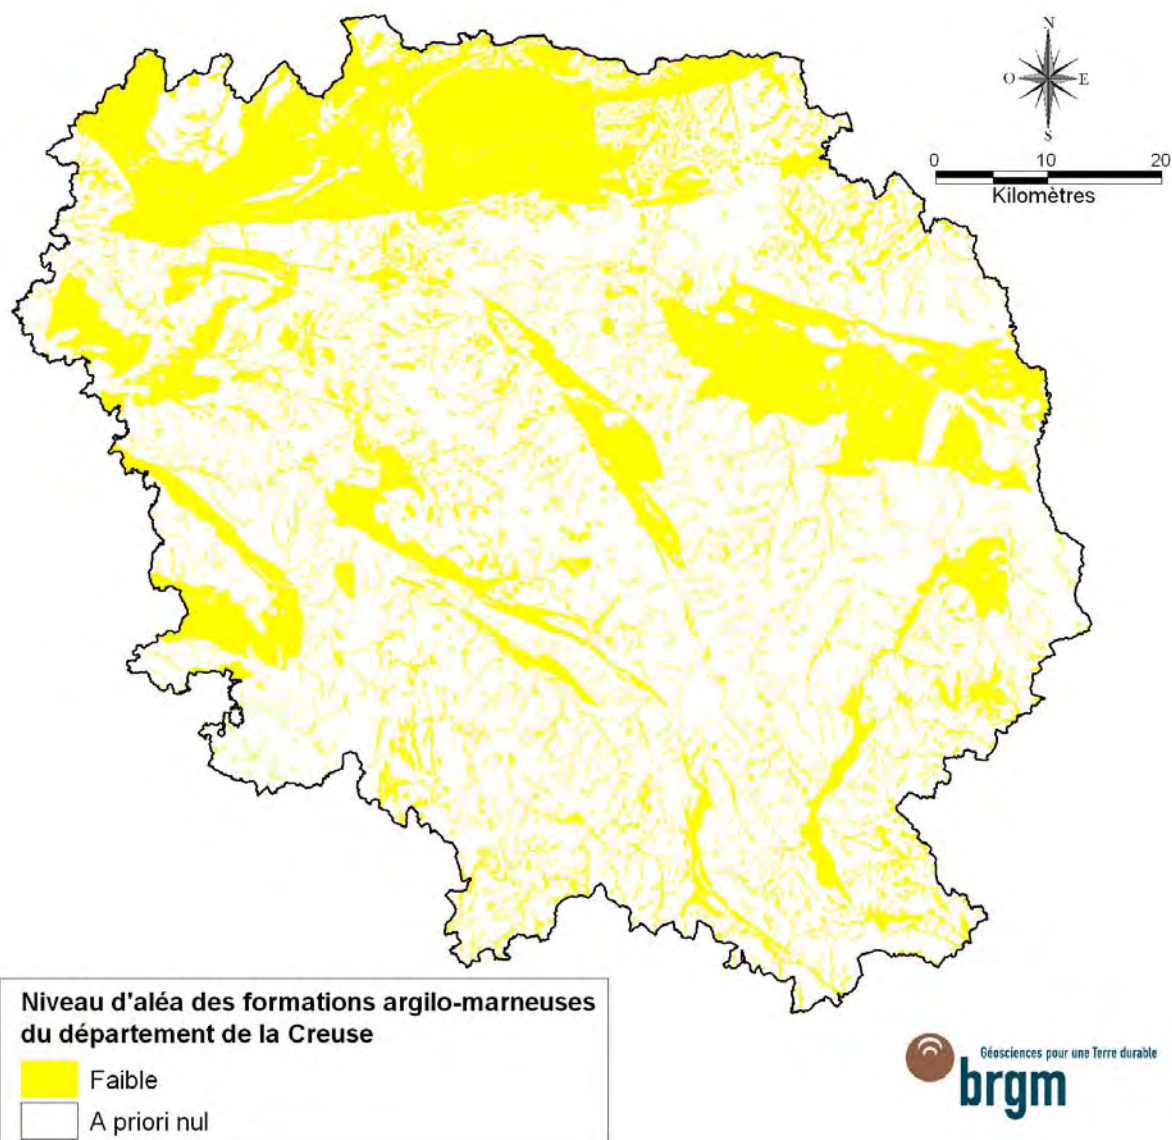 N
O E
S
0 10 20
Kilomètres
Niveau d'aléa des formations argilo-marneuses
du département de la Creuse
Faible
A priori nul
Géosciences pour une Terre durable
brgm